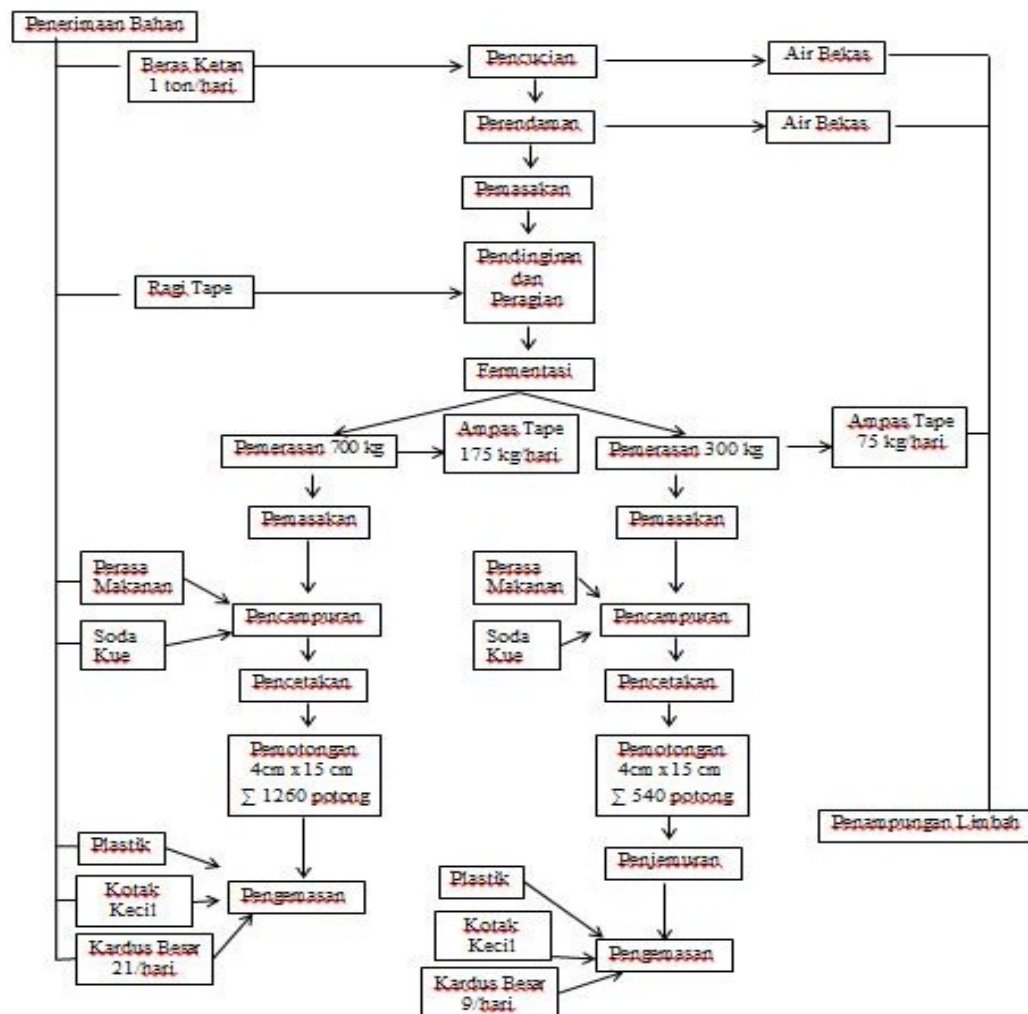 Penerimaan Bahan
Beras Ketan
1 ton/hari
Pencucian
Air Bekas
Perendaman
Air Bekas
Pemasakan
Pendinginan
dan
Peragian
Ragi Tape
Fermentasi
Pemerasan 700 kg
Ampas Tape
175 kg/hari
Pemerasan 300 kg
Ampas Tape
75 kg/hari
Pemasakan
Pemasakan
Perasa
Makanan
Pencampuran
Perasa
Makanan
Pencampuran
Soda
Kue
Soda
Kue
Pencetakan
Pencetakan
Pemotongan
4cm x 15 cm
∑ 1260 potong
Pemotongan
4cm x 15 cm
∑ 540 potong
Penampungan Limbah
Plastik
Penjemuran
Kotak
Kecil
Pengemasan
Plastik
Kotak
Kecil
Pengemasan
Kardus Besar
21/hari
Kardus Besar
9/hari